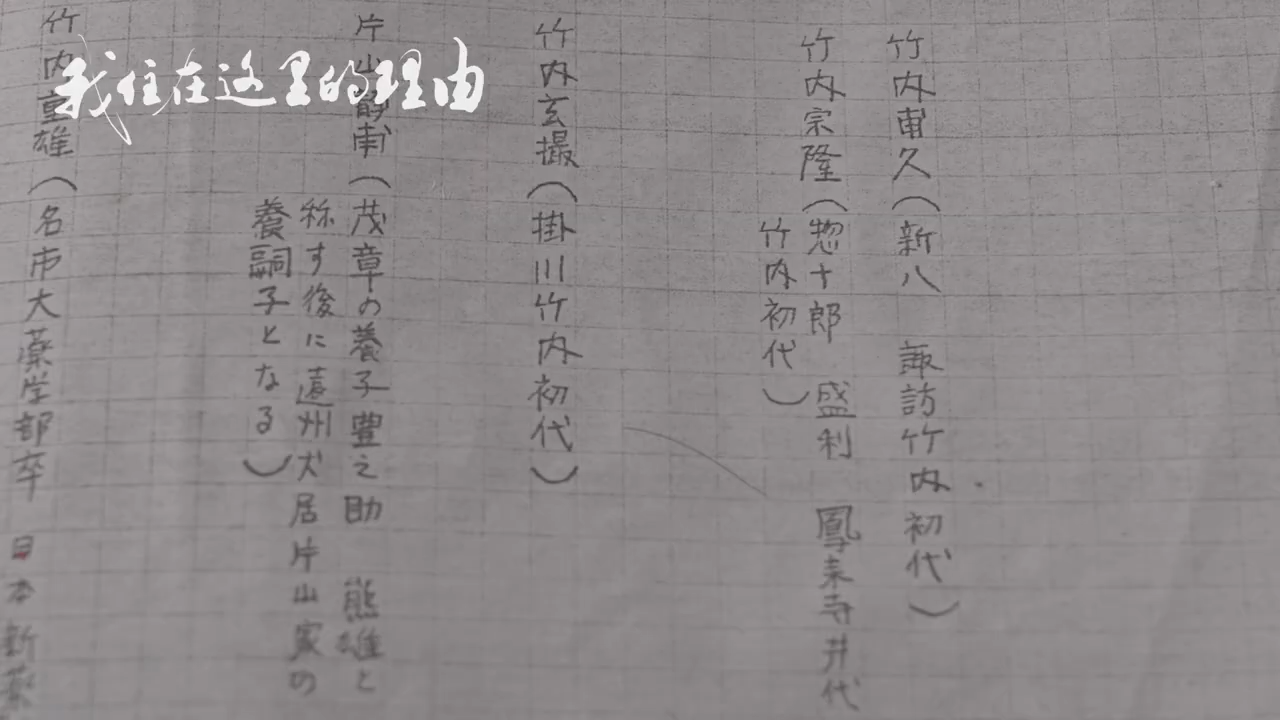 我住在这里的理由
竹内甫久（新八 諏訪竹内初代）
竹内宗隆（惣十郎 盛利 鳳来寺井代
竹内初代）
竹内玄撮（掛川竹内初代）
片山静甫（茂章の養子豊之助 熊雄と
称す後に遠州犬居片山家の
養嗣子となる）
竹内重雄（名市大薬学部卒 日本新薬